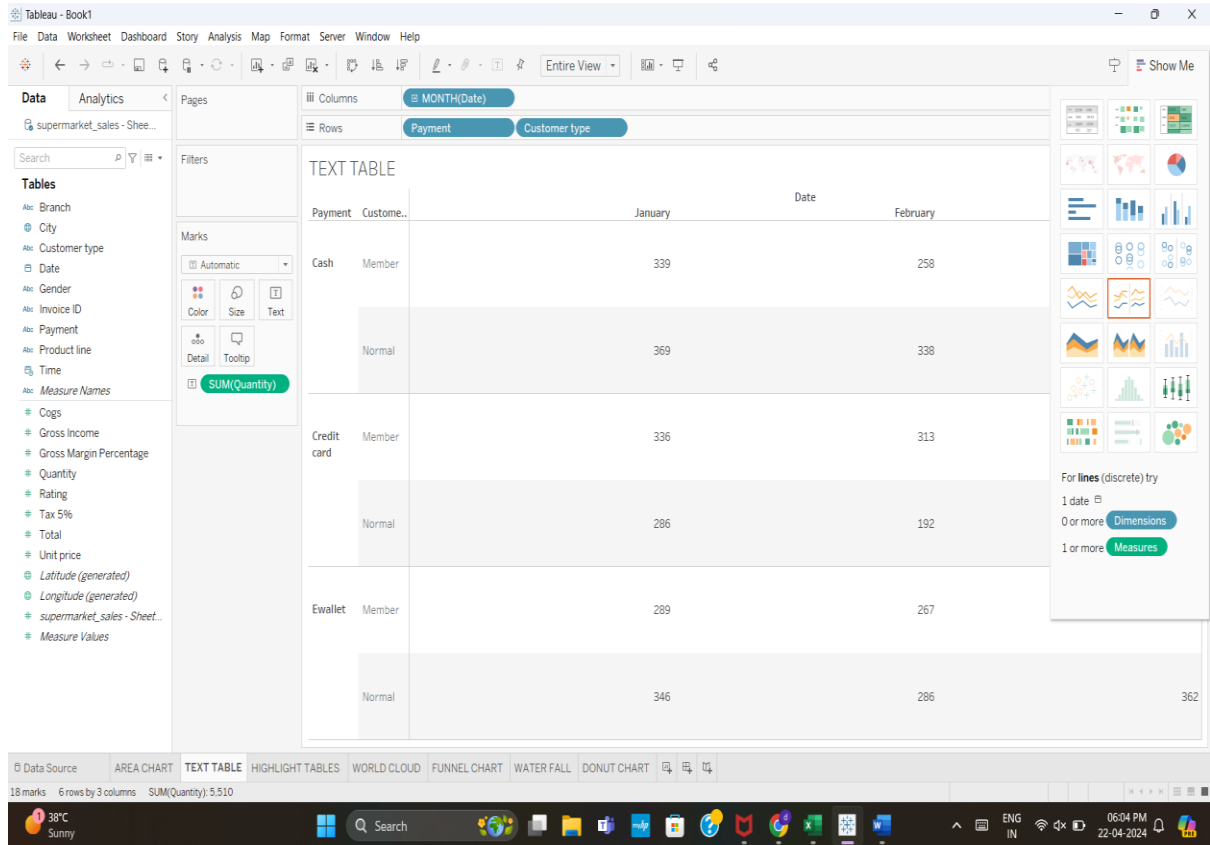 Tableau - Book1
File Data Worksheet Dashboard Story Analysis Map Format Server Window Help
Entire View
Show Me
Data Analytics
supermarket_sales - Shee...
Search
Tables
Abc Branch
City
Abc Customer type
Date
Abc Gender
Abc Invoice ID
Abc Payment
Abc Product line
Time
Abc Measure Names
# Cogs
# Gross Income
# Gross Margin Percentage
# Quantity
# Rating
# Tax 5%
# Total
# Unit price
Latitude (generated)
Longitude (generated)
# supermarket_sales - Sheet...
# Measure Values
Pages
Filters
Marks
Automatic
Color Size Text
Detail Tooltip
SUM(Quantity)
Columns MONTH(Date)
Rows Payment Customer type
TEXT TABLE
Date
Payment Custome.. January February
Cash Member 339 258
Normal 369 338
Credit card Member 336 313
Normal 286 192
Ewallet Member 289 267
Normal 346 286 362
For lines (discrete) try
1 date
0 or more Dimensions
1 or more Measures
Data Source AREA CHART TEXT TABLE HIGHLIGHT TABLES WORLD CLOUD FUNNEL CHART WATER FALL DONUT CHART
18 marks 6 rows by 3 columns SUM(Quantity): 5,510
1
38°C
Sunny
Search
ENG
IN
06:04 PM
22-04-2024